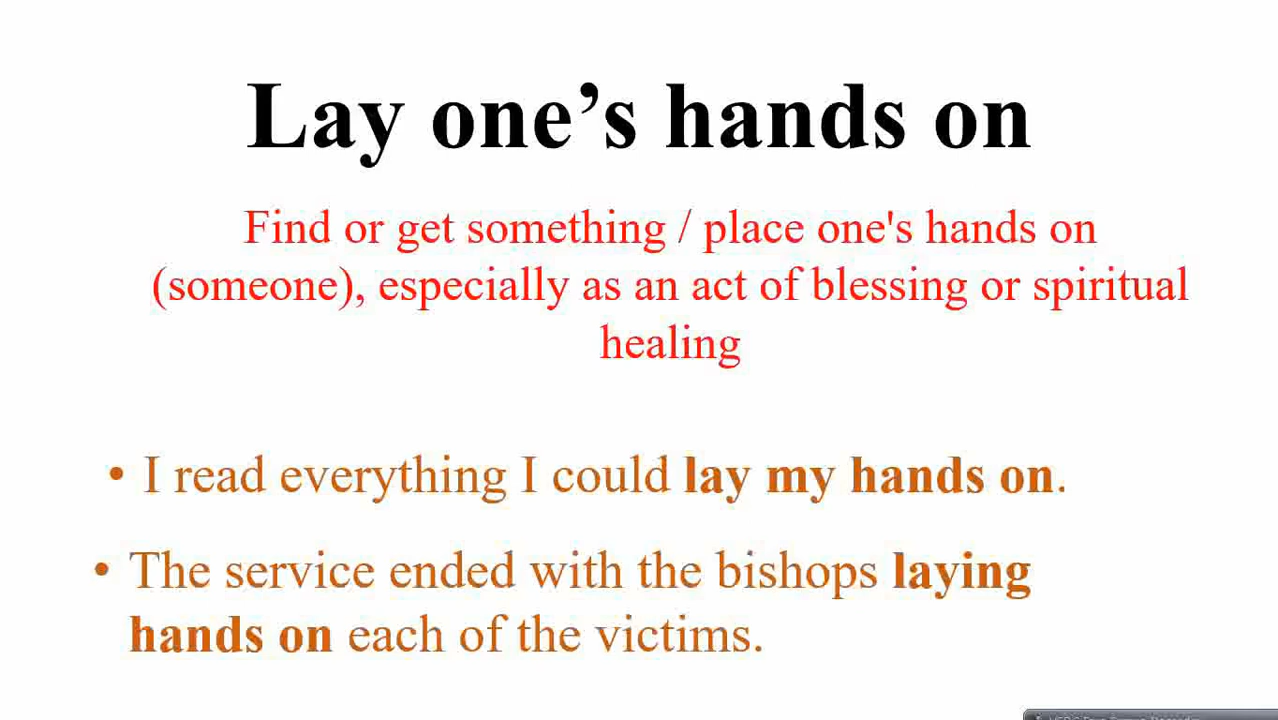 Lay one’s hands on
Find or get something / place one's hands on
(someone), especially as an act of blessing or spiritual
healing
• I read everything I could lay my hands on.
• The service ended with the bishops laying
hands on each of the victims.